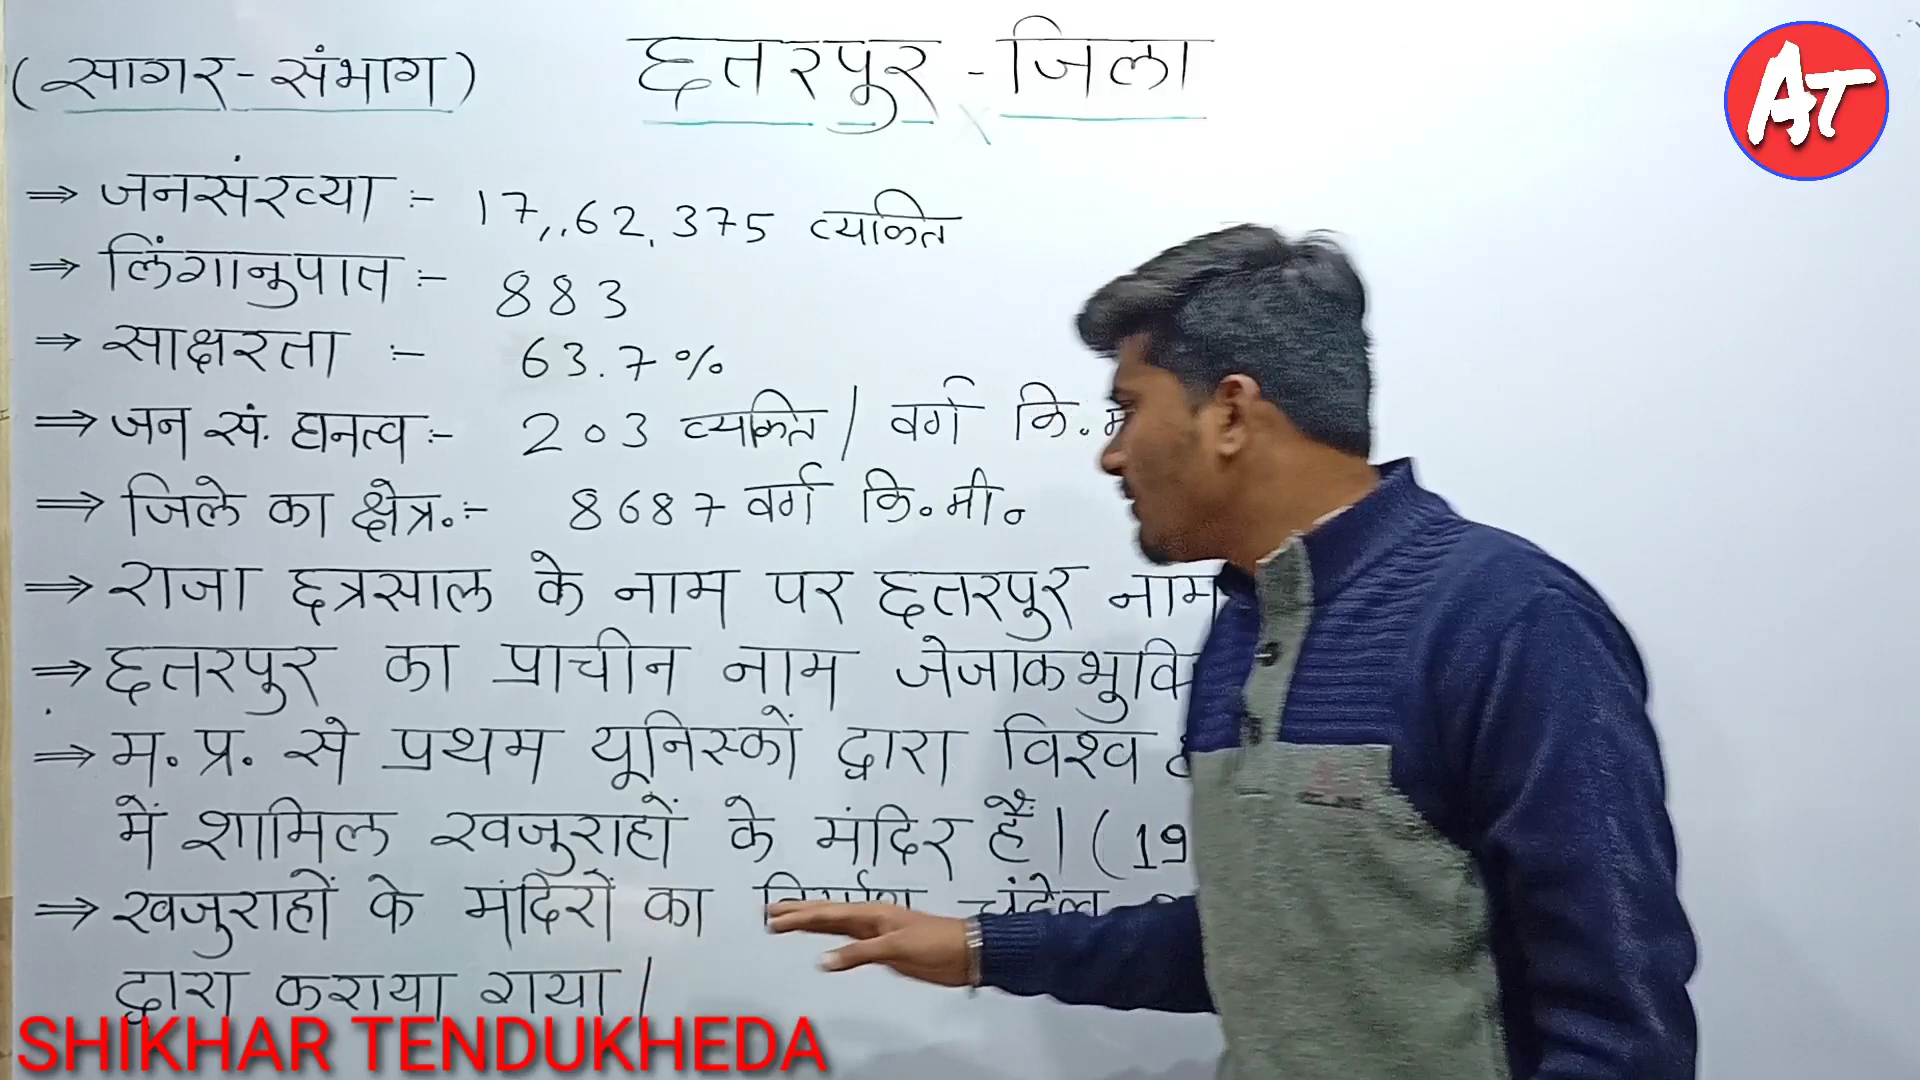 (सागर-संभाग) छतरपुर - जिला
AT
⇒ जनसंख्या :- 17,,62,375 व्यक्ति
⇒ लिंगानुपात :- 883
⇒ साक्षरता :- 63.7%
⇒ जन सं. घनत्व :- 203 व्यक्ति / वर्ग कि.म
⇒ जिले का क्षेत्र. :- 8687 वर्ग कि.मी.
⇒ राजा छत्रसाल के नाम पर छतरपुर नाम
⇒ छतरपुर का प्राचीन नाम
⇒ म.प्र. से प्रथम यूनिस्कों द्वारा विश्व
में शामिल खजुराहों के मंदिर हैं। (19
⇒ खजुराहों के मंदिरों का चंदेल
द्वारा कराया गया।
SHIKHAR TENDUKHEDA